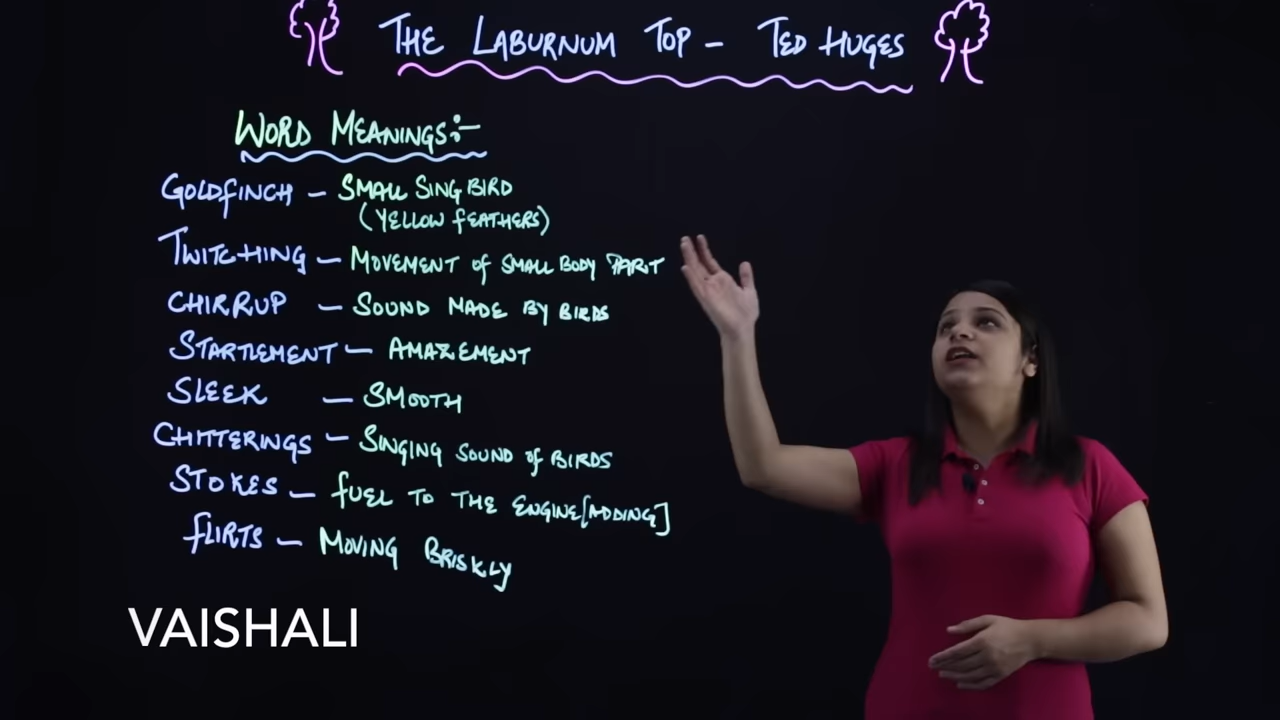 THE LABURNUM TOP - TED HUGES
WORD MEANINGS:-
GOLDFINCH - SMALL SING BIRD
(YELLOW FEATHERS)
TWITCHING - MOVEMENT OF SMALL BODY PART
CHIRRUP - SOUND MADE BY BIRDS
STARTLEMENT - AMAZEMENT
SLEEK - SMOOTH
CHITTERINGS - SINGING SOUND OF BIRDS
STOKES - FUEL TO THE ENGINE[ADDING]
FLIRTS - MOVING BRISKLY
VAISHALI